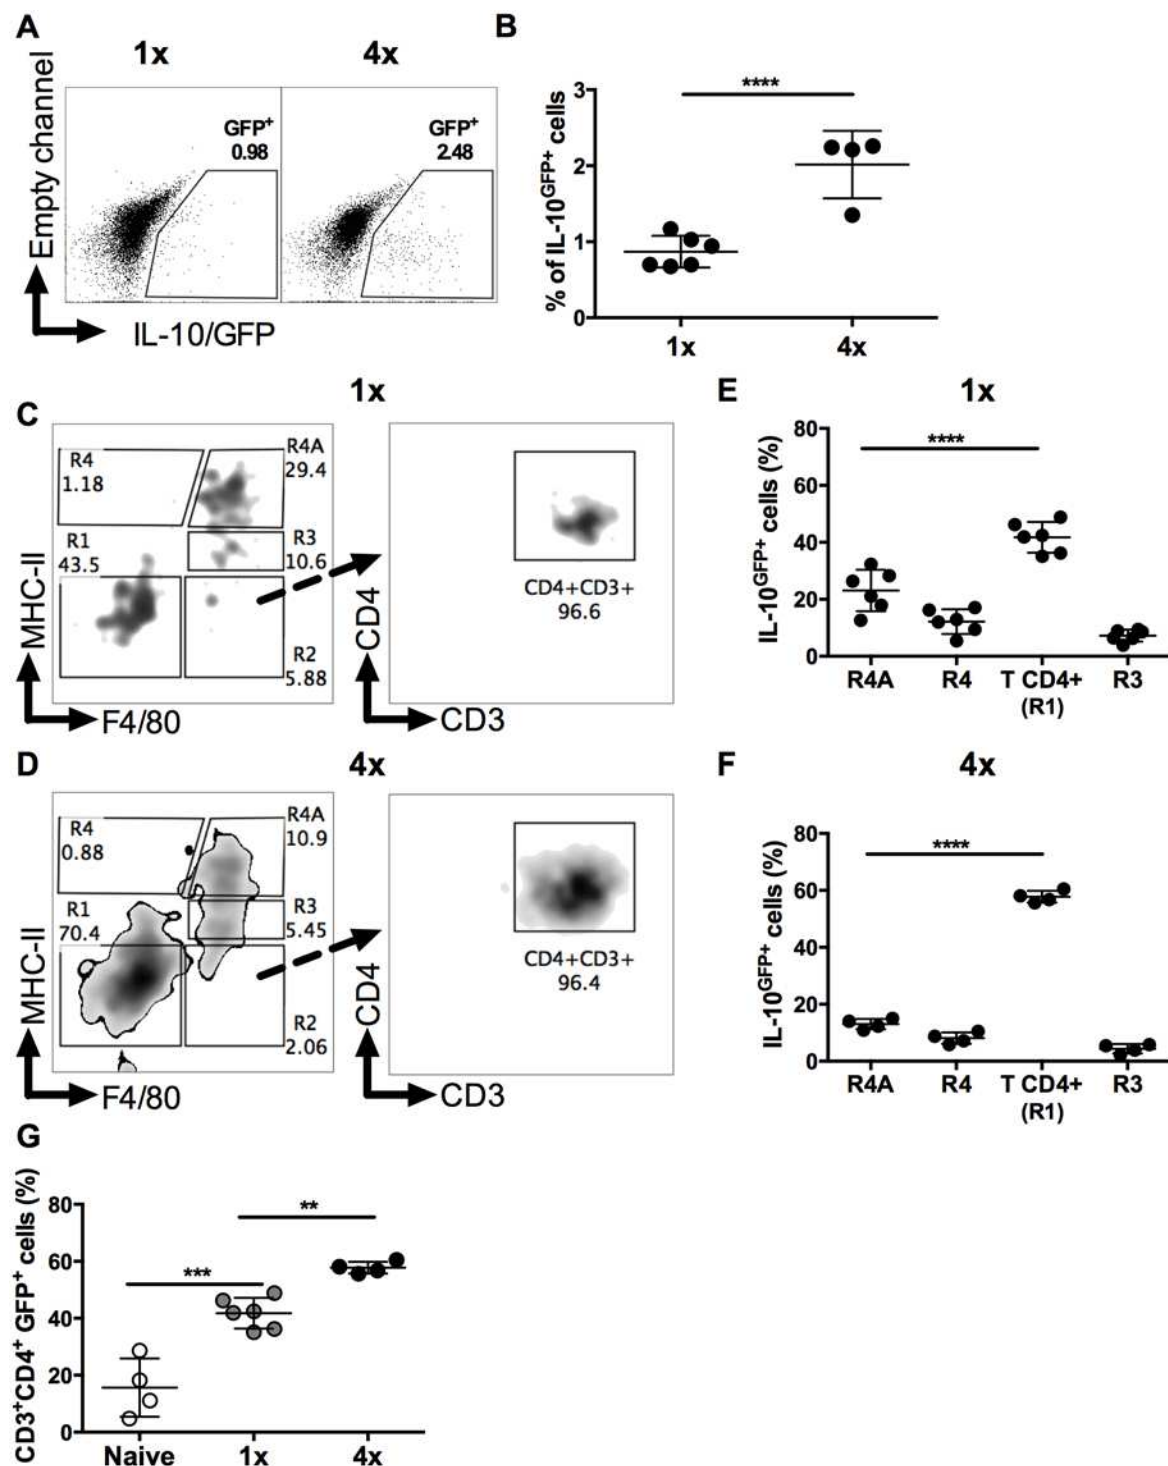 A
1x
4x
Empty channel
GFP+
0.98
GFP+
2.48
IL-10/GFP
B
% of IL-10GFP+ cells
3
2
1
0
****
1x
4x
1x
C
MHC-II
R4
1.18
R4A
29.4
R1
43.5
R3
10.6
R2
5.88
F4/80
CD4
CD4+CD3+
96.6
CD3
E
1x
IL-10GFP+ cells (%)
80
60
40
20
0
****
R4A
R4
T CD4+
(R1)
R3
D
4x
MHC-II
R4
0.88
R4A
10.9
R1
70.4
R3
5.45
R2
2.06
F4/80
CD4
CD4+CD3+
96.4
CD3
F
4x
IL-10GFP+ cells (%)
80
60
40
20
0
****
R4A
R4
T CD4+
(R1)
R3
G
CD3+CD4+ GFP+ cells (%)
80
60
40
20
0
***
**
Naive
1x
4x